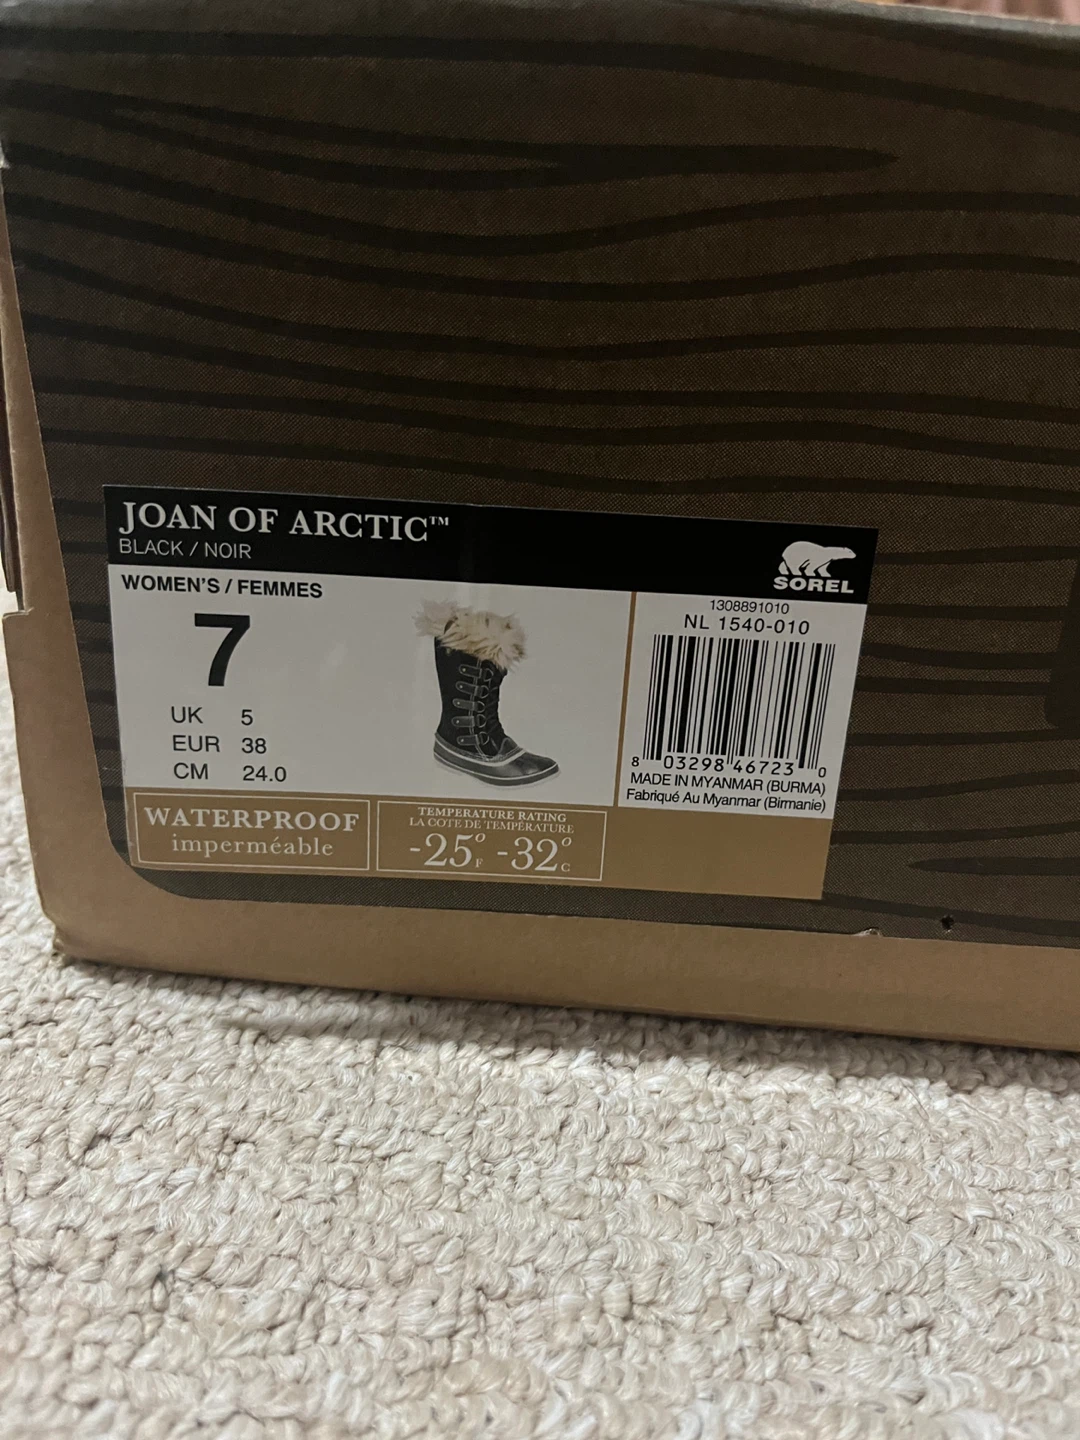 JOAN OF ARCTIC™
BLACK / NOIR
SOREL
WOMEN'S / FEMMES
7
UK 5
EUR 38
CM 24.0
1308891010
NL 1540-010
8 03298 46723 0
MADE IN MYANMAR (BURMA)
Fabriqué Au Myanmar (Birmanie)
WATERPROOF
imperméable
TEMPERATURE RATING
LA COTE DE TEMPÉRATURE
-25°F -32°C